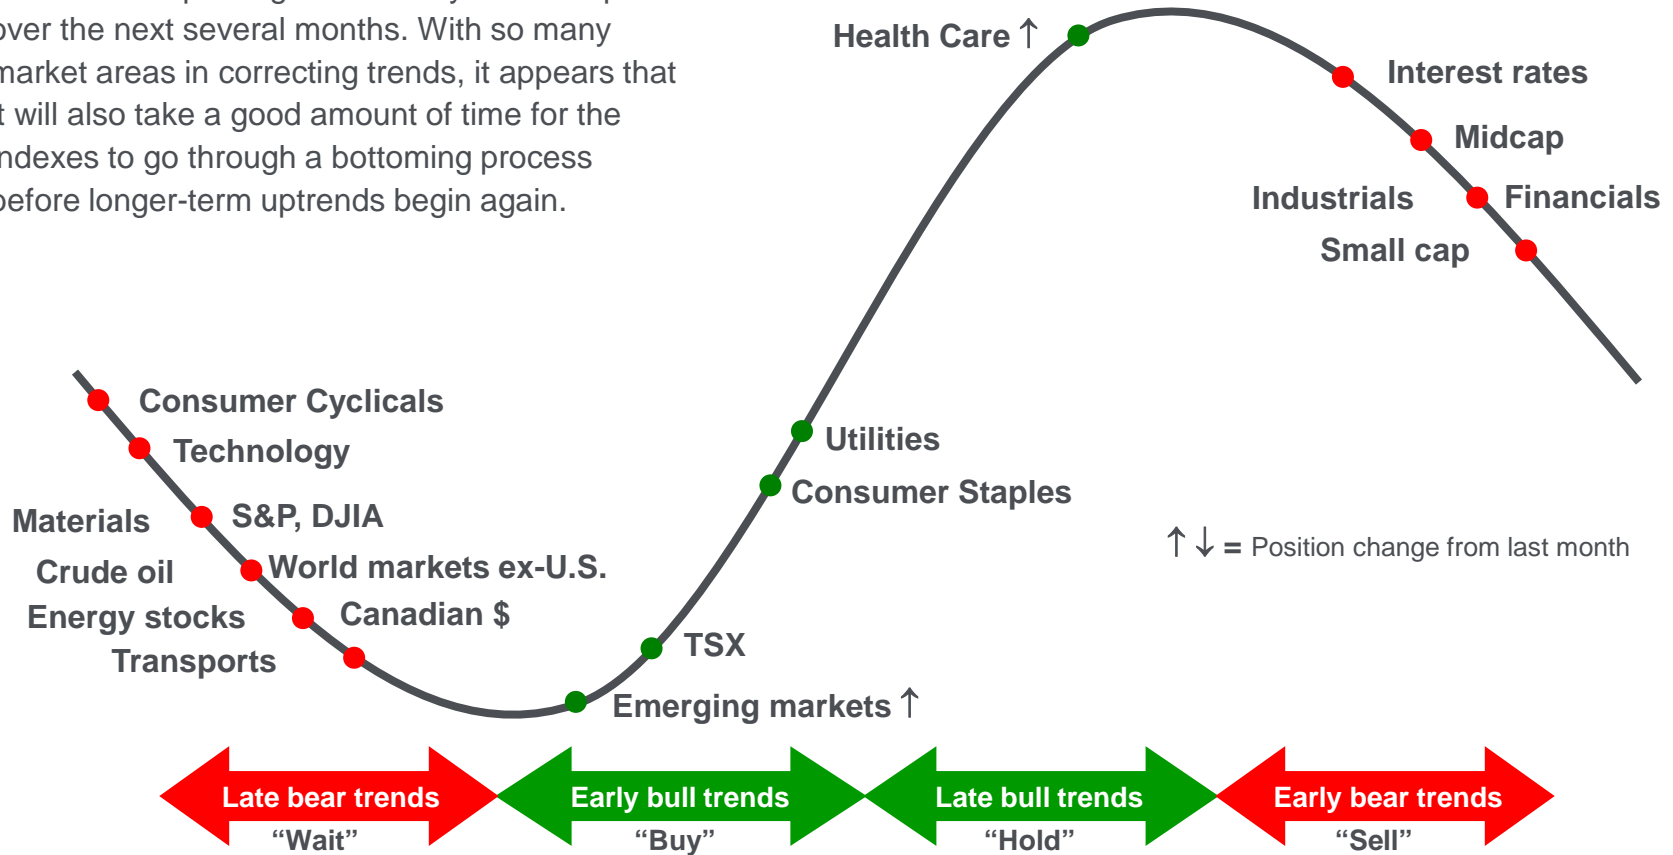 over the next several months. With so many
market areas in correcting trends, it appears that
it will also take a good amount of time for the
indexes to go through a bottoming process
before longer-term uptrends begin again.
Health Care ↑
Interest rates
Midcap
Industrials
Financials
Small cap
Consumer Cyclicals
Technology
Utilities
Consumer Staples
Materials
S&P, DJIA
↑↓ = Position change from last month
Crude oil
World markets ex-U.S.
Energy stocks
Canadian $
Transports
TSX
Emerging markets ↑
Late bear trends
Early bull trends
Late bull trends
Early bear trends
“Wait”
“Buy”
“Hold”
“Sell”